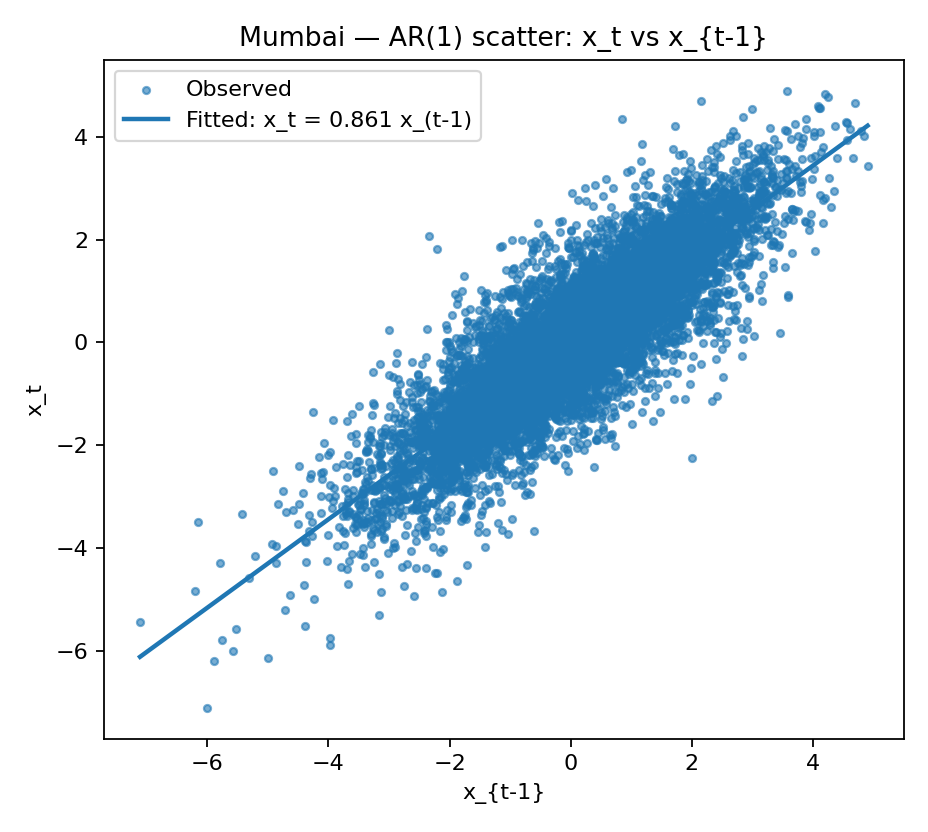 Mumbai — AR(1) scatter: x_t vs x_{t-1}
Observed
Fitted: x_t = 0.861 x_(t-1)
4
2
0
−2
−4
−6
x_t
−6 −4 −2 0 2 4
x_{t-1}